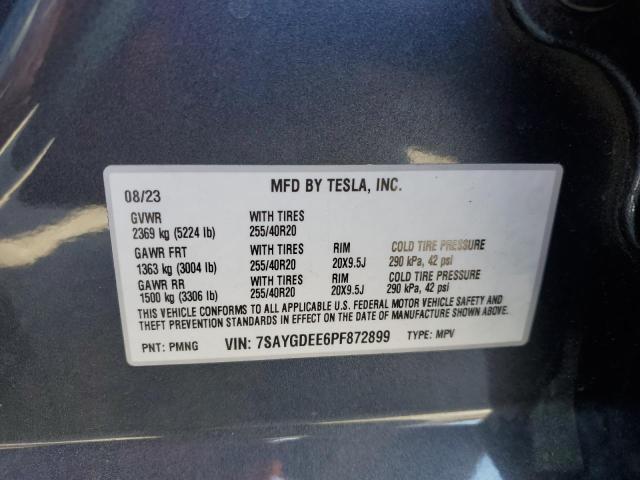 08/23 MFD BY TESLA, INC.
GVWR WITH TIRES
2369 kg (5224 lb) 255/40R20
GAWR FRT WITH TIRES RIM COLD TIRE PRESSURE
1363 kg (3004 lb) 255/40R20 20X9.5J 290 kPa, 42 psi
GAWR RR WITH TIRES RIM COLD TIRE PRESSURE
1500 kg (3306 lb) 255/40R20 20X9.5J 290 kPa, 42 psi
THIS VEHICLE CONFORMS TO ALL APPLICABLE U.S. FEDERAL MOTOR VEHICLE SAFETY AND
THEFT PREVENTION STANDARDS IN EFFECT ON THE DATE OF MANUFACTURE SHOWN ABOVE.
PNT: PMNG VIN: 7SAYGDEE6PF872899 TYPE: MPV